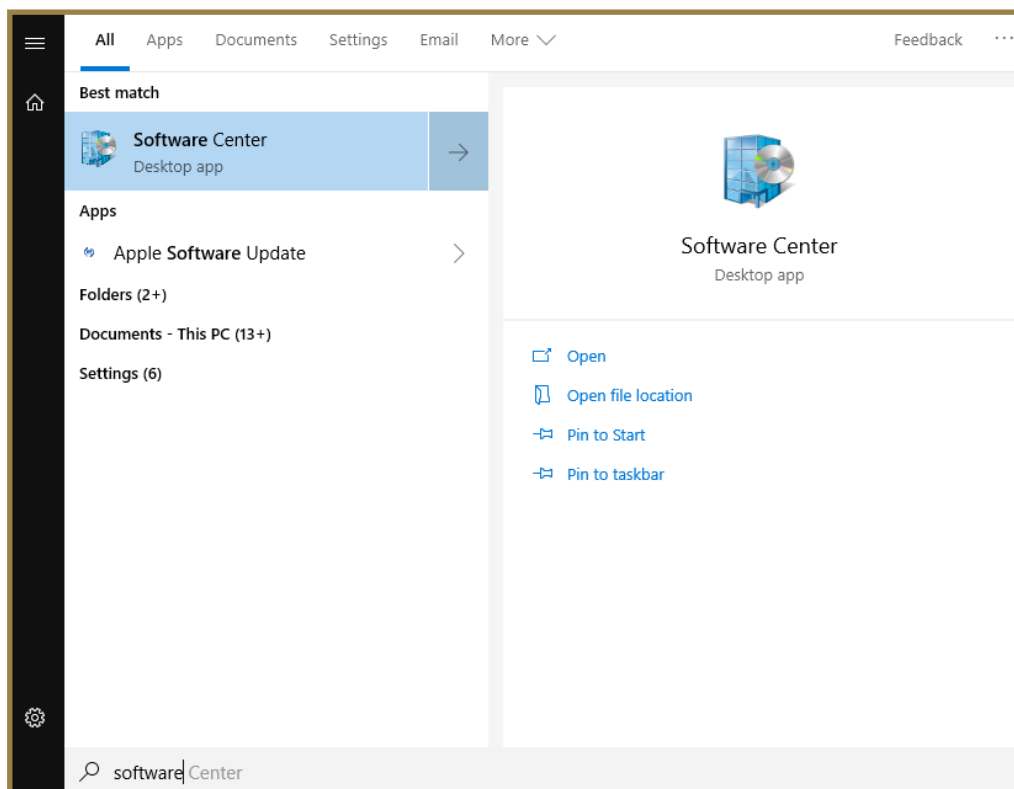 All Apps Documents Settings Email More Feedback ...
Best match
Software Center
Desktop app
Apps
Apple Software Update
Folders (2+)
Documents - This PC (13+)
Settings (6)
Software Center
Desktop app
Open
Open file location
Pin to Start
Pin to taskbar
software Center